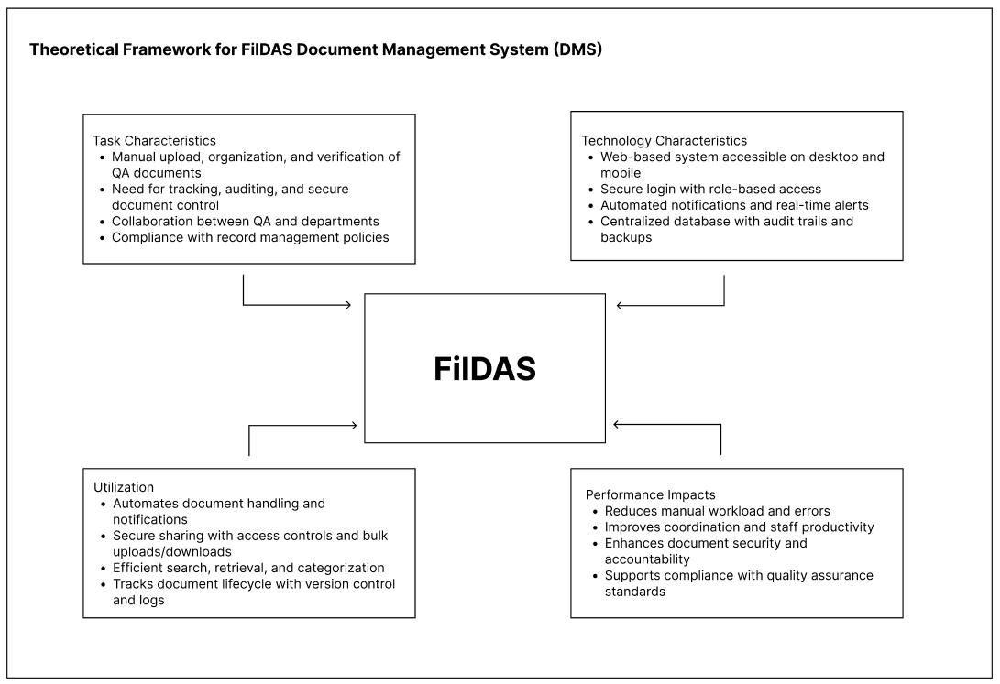 Theoretical Framework for FilDAS Document Management System (DMS)
Task Characteristics
• Manual upload, organization, and verification of
QA documents
• Need for tracking, auditing, and secure
document control
• Collaboration between QA and departments
• Compliance with record management policies
Technology Characteristics
• Web-based system accessible on desktop and
mobile
• Secure login with role-based access
• Automated notifications and real-time alerts
• Centralized database with audit trails and
backups
FilDAS
Utilization
• Automates document handling and
notifications
• Secure sharing with access controls and bulk
uploads/downloads
• Efficient search, retrieval, and categorization
• Tracks document lifecycle with version control
and logs
Performance Impacts
• Reduces manual workload and errors
• Improves coordination and staff productivity
• Enhances document security and
accountability
• Supports compliance with quality assurance
standards